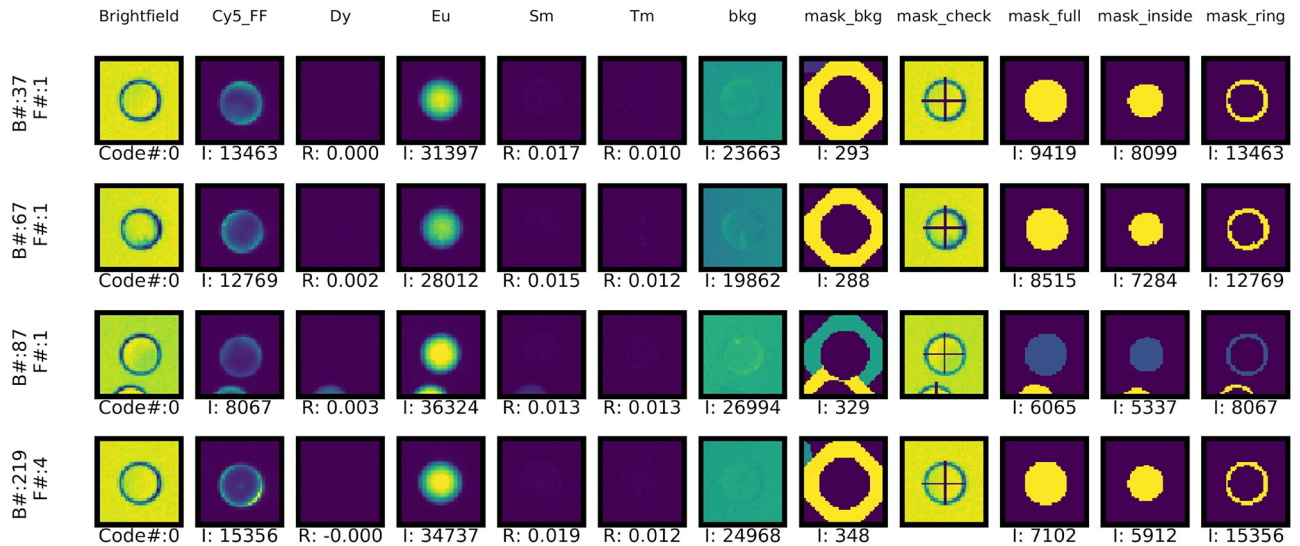 Brightfield Cy5_FF Dy Eu Sm Tm bkg mask_bkg mask_check mask_full mask_inside mask_ring
B#:37
F#:1
Code#:0 I: 13463 R: 0.000 I: 31397 R: 0.017 R: 0.010 I: 23663 I: 293 I: 9419 I: 8099 I: 13463
B#:67
F#:1
Code#:0 I: 12769 R: 0.002 I: 28012 R: 0.015 R: 0.012 I: 19862 I: 288 I: 8515 I: 7284 I: 12769
B#:87
F#:1
Code#:0 I: 8067 R: 0.003 I: 36324 R: 0.013 R: 0.013 I: 26994 I: 329 I: 6065 I: 5337 I: 8067
B#:219
F#:4
Code#:0 I: 15356 R: -0.000 I: 34737 R: 0.019 R: 0.012 I: 24968 I: 348 I: 7102 I: 5912 I: 15356